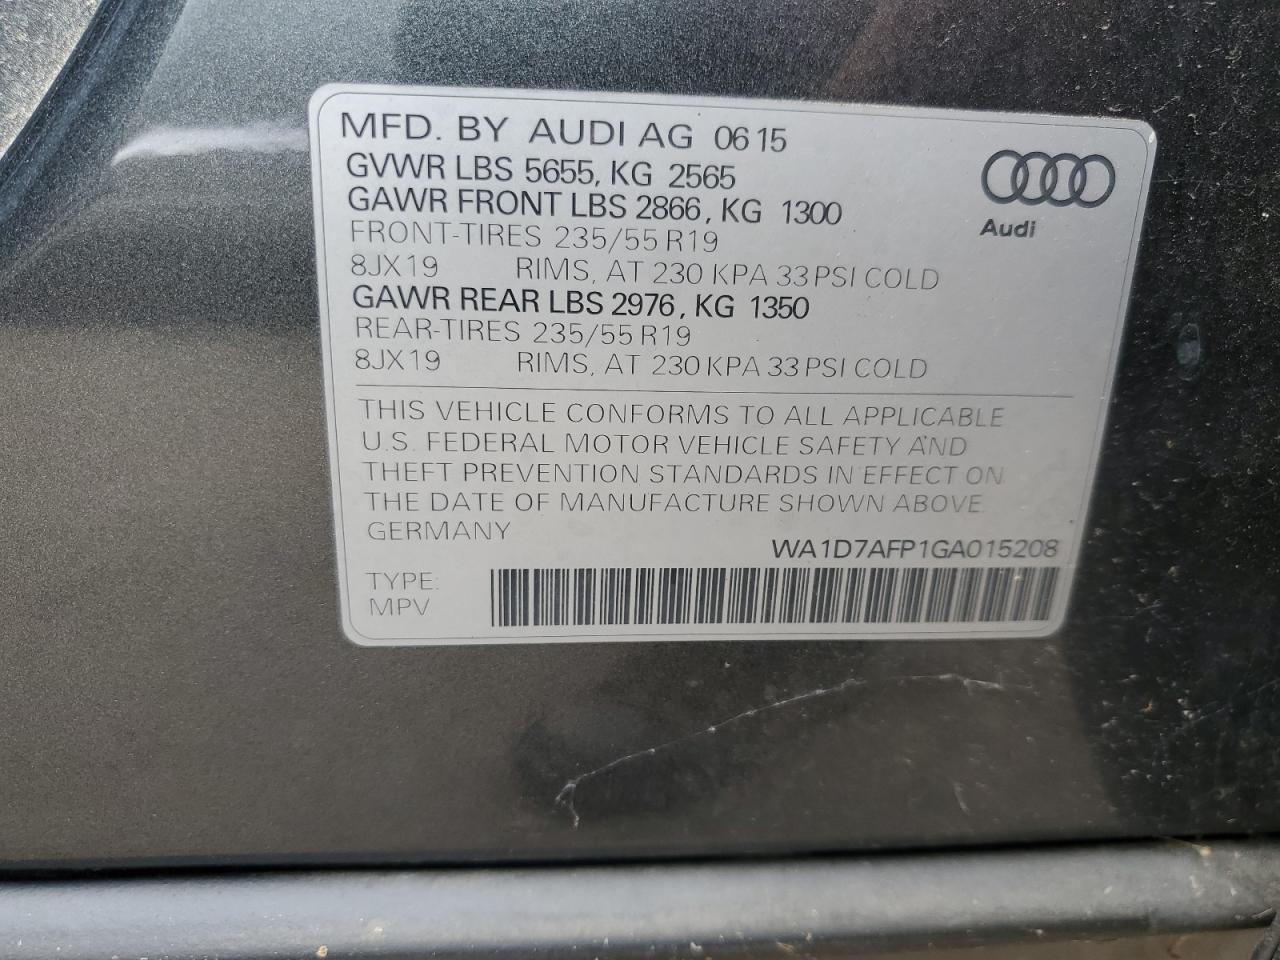 MFD. BY AUDI AG 06 15
GVWR LBS 5655, KG 2565
GAWR FRONT LBS 2866, KG 1300
FRONT-TIRES 235/55 R19
8JX19 RIMS, AT 230 KPA 33 PSI COLD
GAWR REAR LBS 2976, KG 1350
REAR-TIRES 235/55 R19
8JX19 RIMS, AT 230 KPA 33 PSI COLD
Audi
THIS VEHICLE CONFORMS TO ALL APPLICABLE
U.S. FEDERAL MOTOR VEHICLE SAFETY AND
THEFT PREVENTION STANDARDS IN EFFECT ON
THE DATE OF MANUFACTURE SHOWN ABOVE.
GERMANY
WA1D7AFP1GA015208
TYPE:
MPV